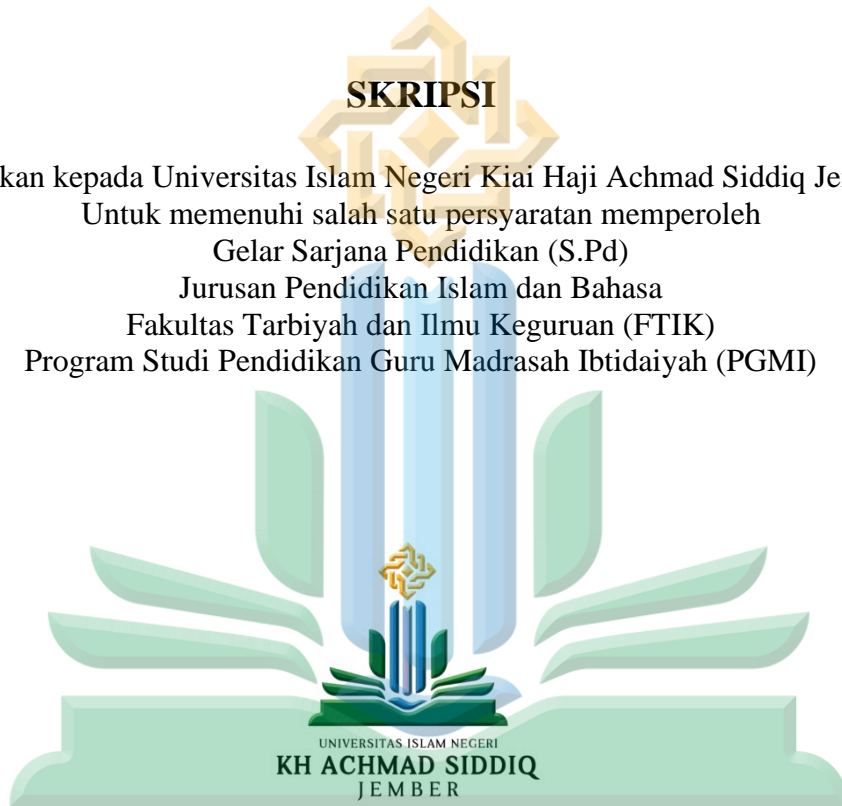 SKRIPSI
kan kepada Universitas Islam Negeri Kiai Haji Achmad Siddiq Je
Untuk memenuhi salah satu persyaratan memperoleh
Gelar Sarjana Pendidikan (S.Pd)
Jurusan Pendidikan Islam dan Bahasa
Fakultas Tarbiyah dan Ilmu Keguruan (FTIK)
Program Studi Pendidikan Guru Madrasah Ibtidaiyah (PGMI)
UNIVERSITAS ISLAM NEGERI
KH ACHMAD SIDDIQ
JEMBER